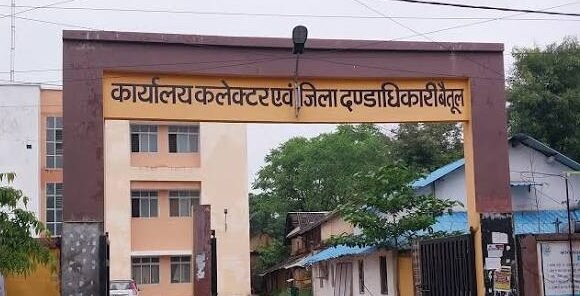 कार्यालय कलेक्टर एवं जिला दण्डाधिकारी बैतूल